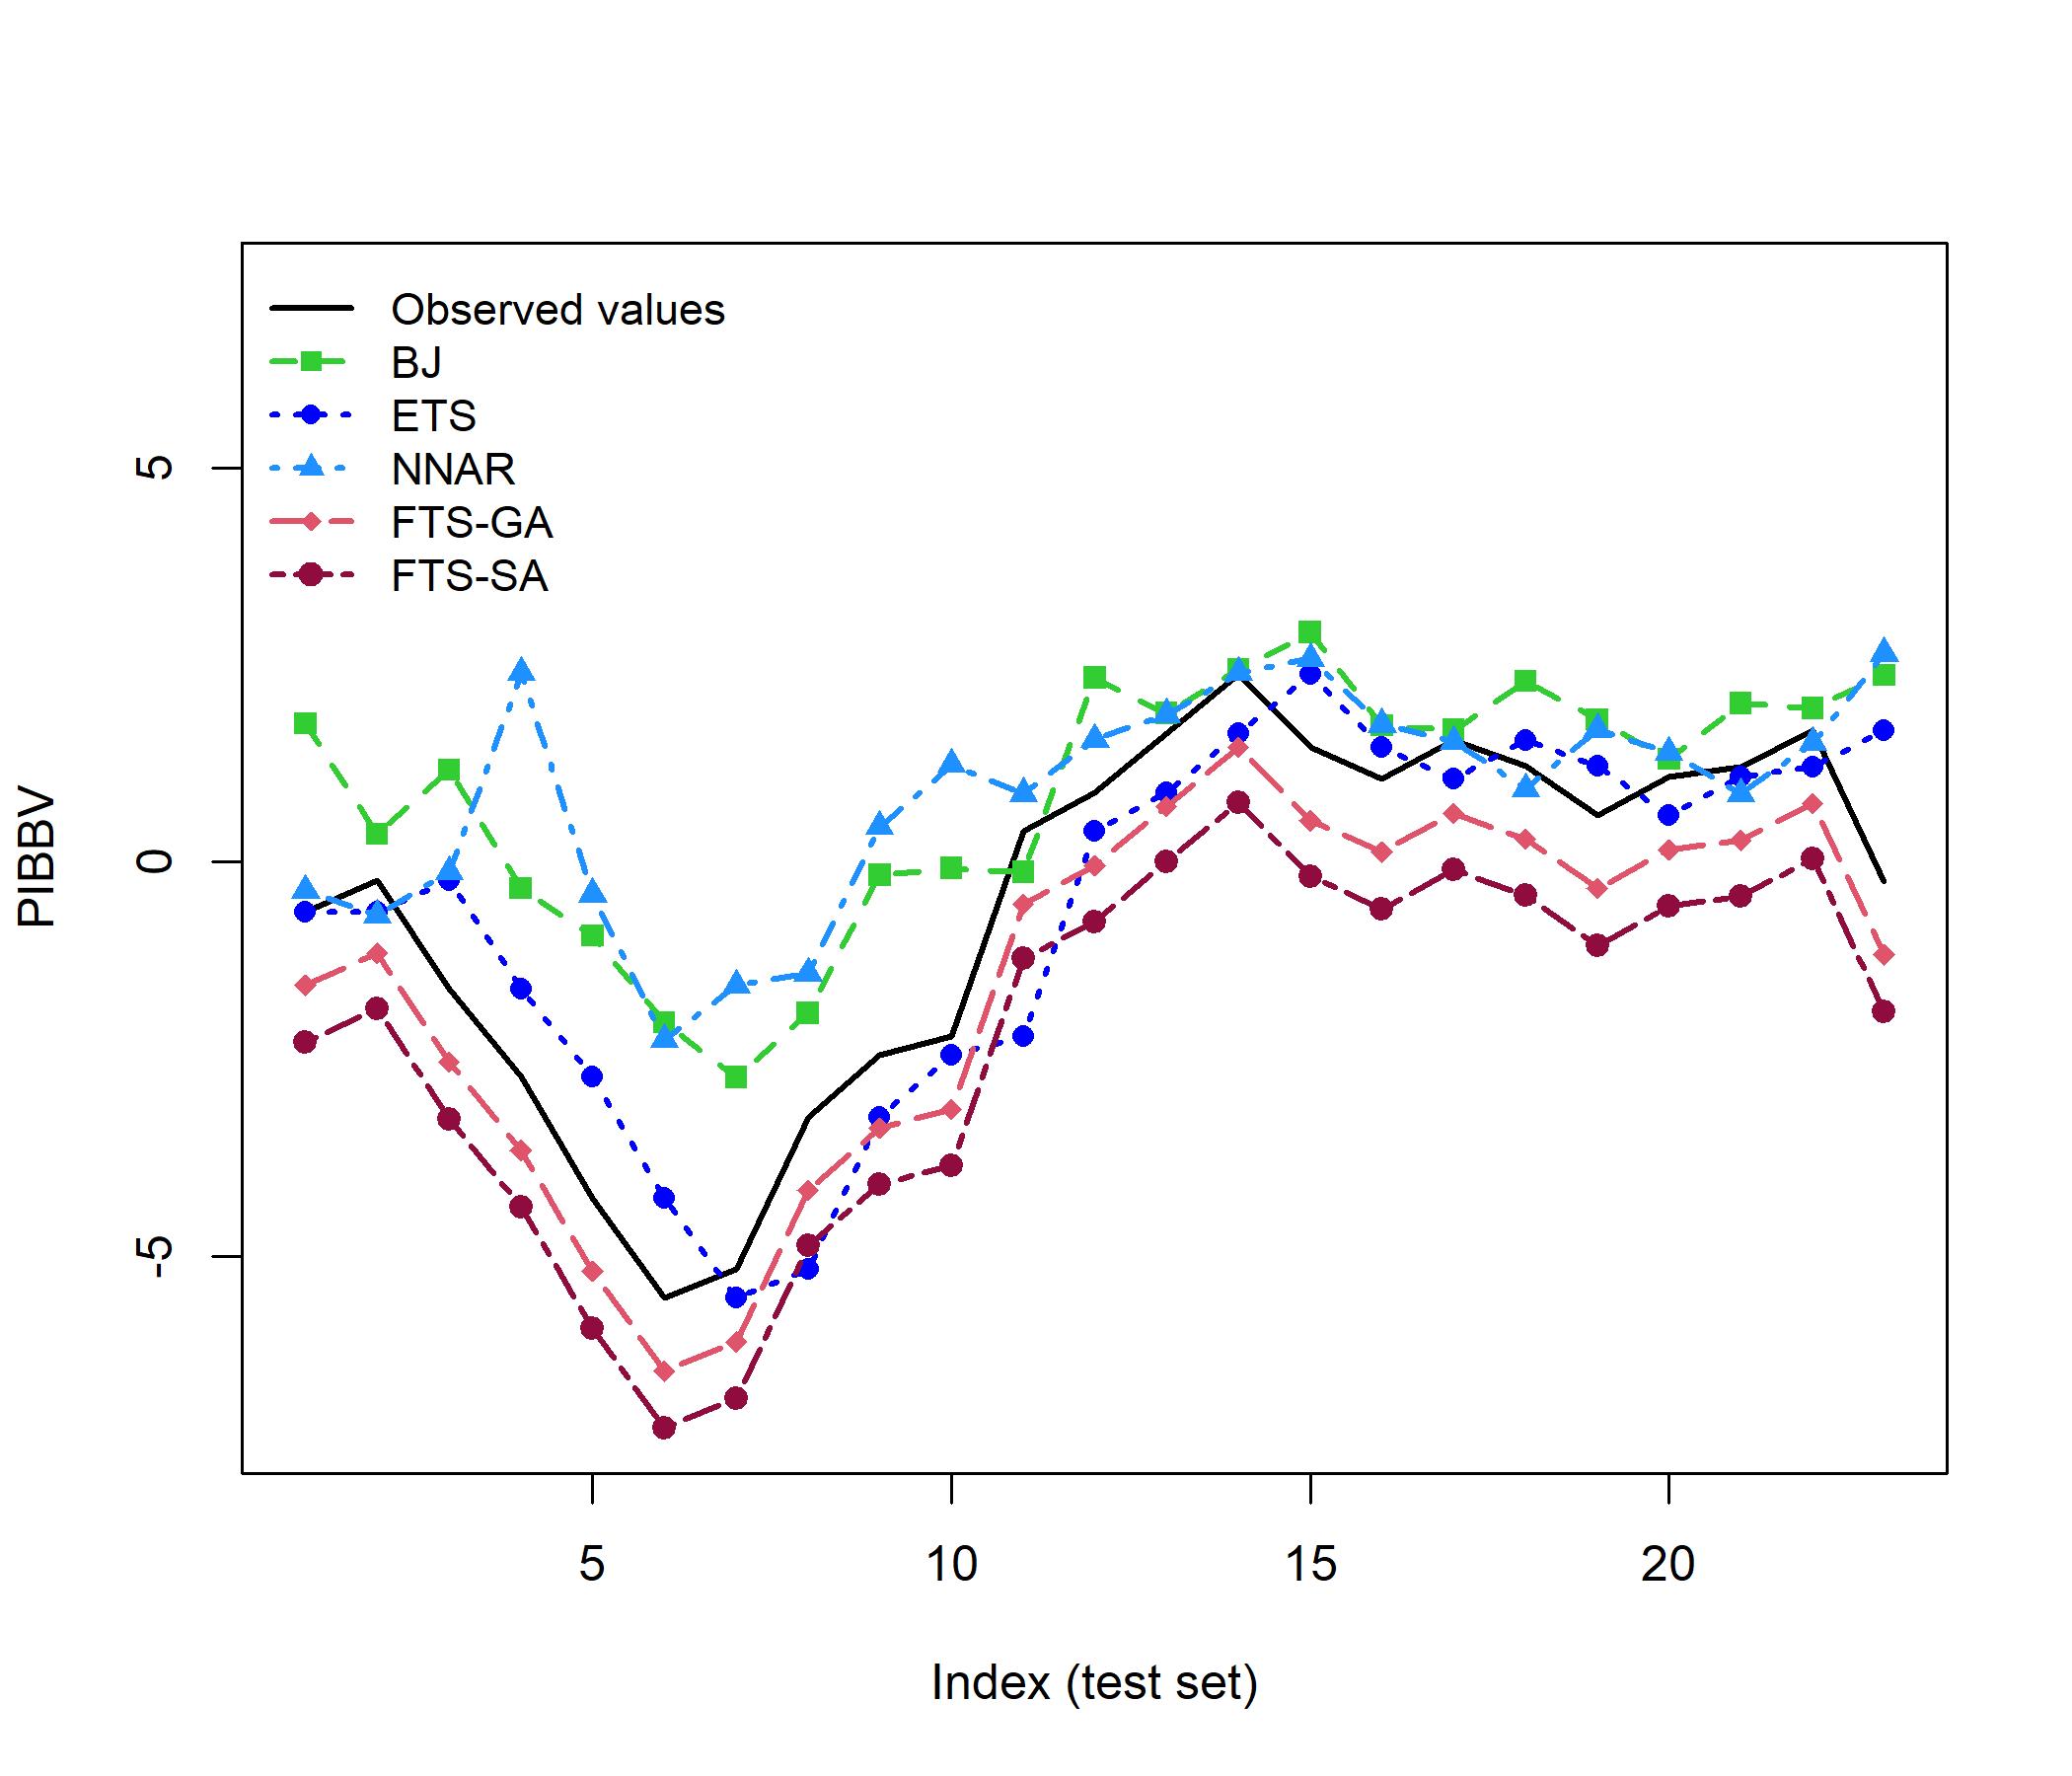 Observed values
BJ
ETS
NNAR
FTS-GA
FTS-SA
PIBBV
5
0
-5
5
10
15
20
Index (test set)